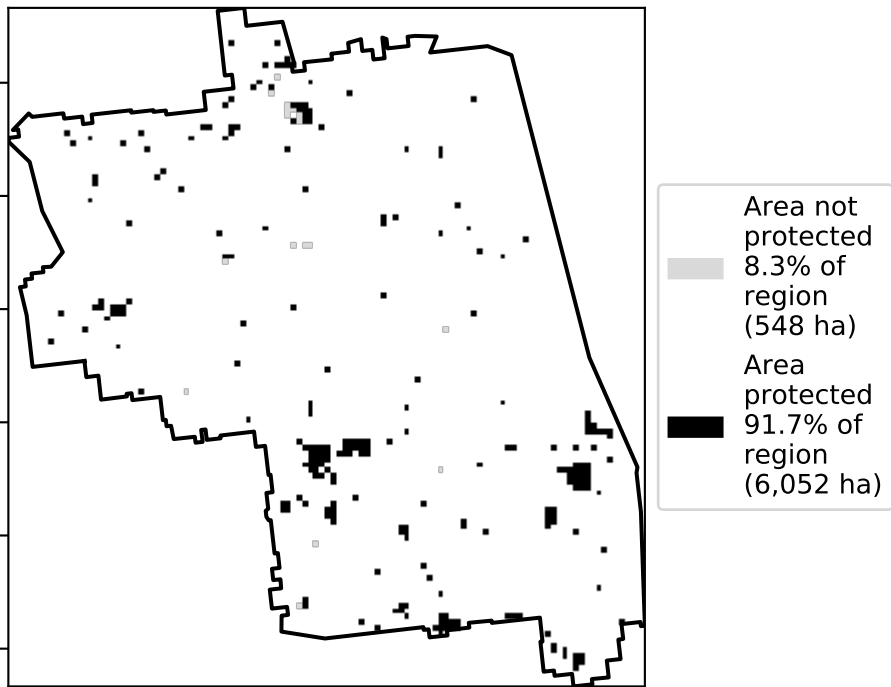 Area not
protected
8.3% of
region
(548 ha)
Area
protected
91.7% of
region
(6,052 ha)